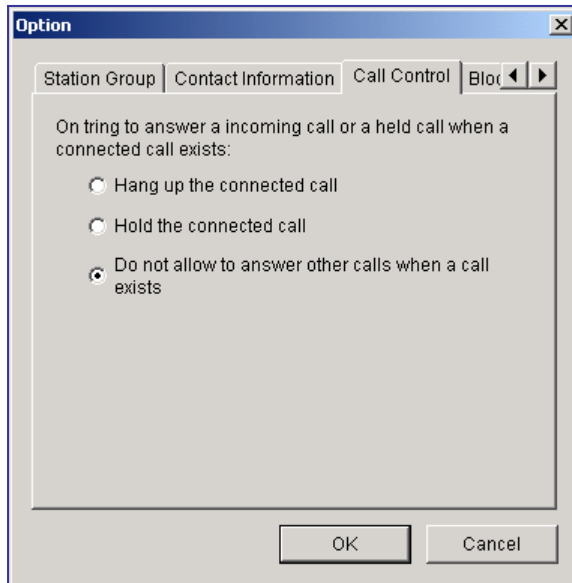 Option
Station Group Contact Information Call Control Bloc
On tring to answer a incoming call or a held call when a
connected call exists:
Hang up the connected call
Hold the connected call
Do not allow to answer other calls when a call
exists
OK Cancel